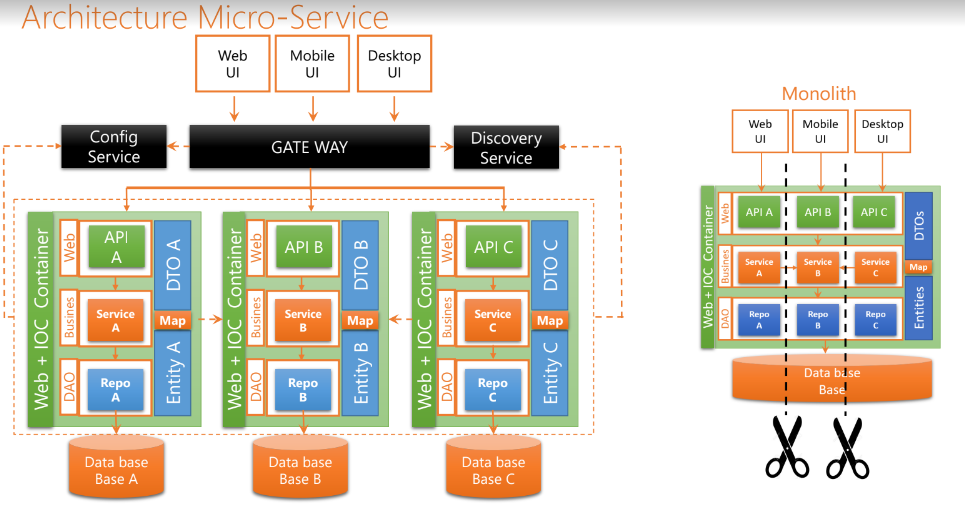 Architecture Micro-Service
Web
UI
Mobile
UI
Desktop
UI
Config
Service
GATE WAY
Discovery
Service
Web + IOC Container
Web
API
A
Busines
Service
A
DAO
Repo
A
DTO A
Map
Entity A
Data base
Base A
Web + IOC Container
Web
API B
Busines
Service
B
DAO
Repo
B
DTO B
Map
Entity B
Data base
Base B
Web + IOC Container
Web
API C
Busines
Service
C
DAO
Repo
C
DTO C
Map
Entity C
Data base
Base C
Monolith
Web
UI
Mobile
UI
Desktop
UI
Web + IOC Container
Web
API A
API B
API C
DTOs
Busines
Service
A
Service
B
Service
C
Map
DAO
Repo
A
Repo
B
Repo
C
Entities
Data base
Base